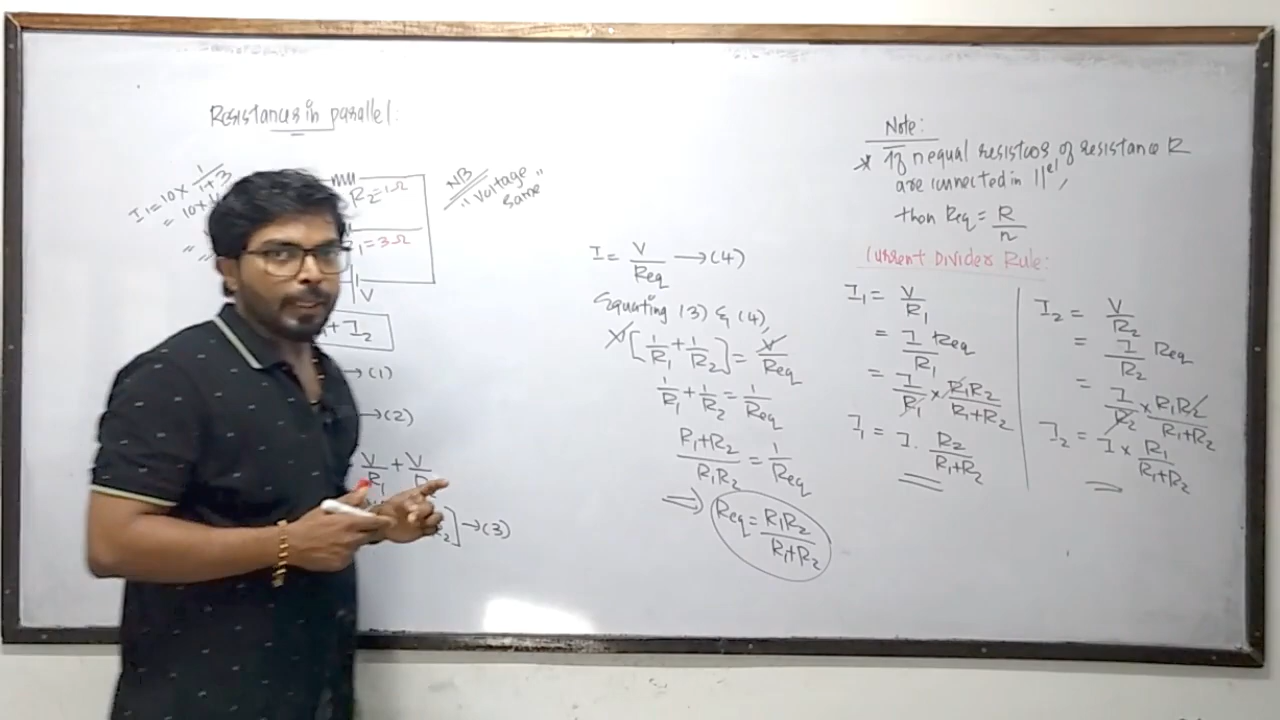 Resistances in parallel:
I₁ = 10 × 1/(1+3)
= 10 ×
=
R₂ = 1Ω
₁ = 3Ω
V
NB
"Voltage
same"
+ I₂
→ (1)
→ (2)
V/R₁ + V/R₂
R₂] → (3)
I = V/Req → (4)
Equating (3) & (4),
V[1/R₁ + 1/R₂] = V/Req
1/R₁ + 1/R₂ = 1/Req
(R₁+R₂)/(R₁R₂) = 1/Req
⇒ Req = R₁R₂/(R₁+R₂)
Note:
* If n equal resistors of resistance R
are connected in ||el,
then Req = R/n
Current Divider Rule:
I₁ = V/R₁
= I/R₁ Req
= I/R₁ × R₁R₂/(R₁+R₂)
I₁ = I · R₂/(R₁+R₂)
I₂ = V/R₂
= I/R₂ Req
= I/R₂ × R₁R₂/(R₁+R₂)
I₂ = I × R₁/(R₁+R₂)